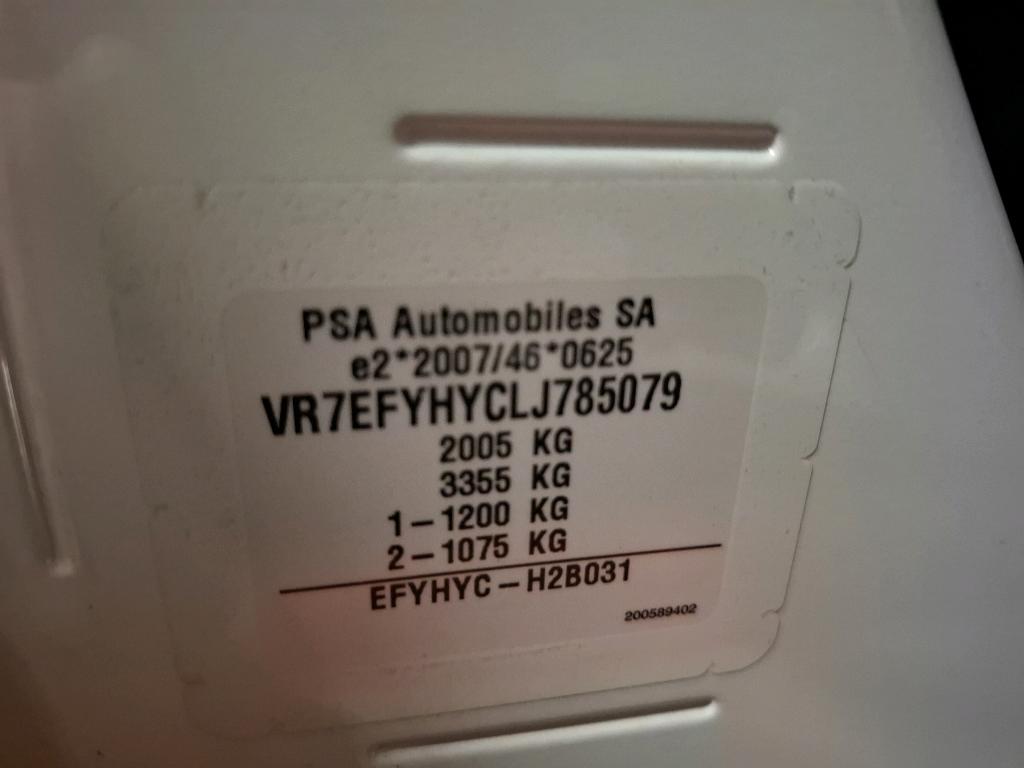 PSA Automobiles SA
e2*2007/46*0625
VR7EFYHYCLJ785079
2005 KG
3355 KG
1-1200 KG
2-1075 KG
EFYHYC-H2B031
200589402